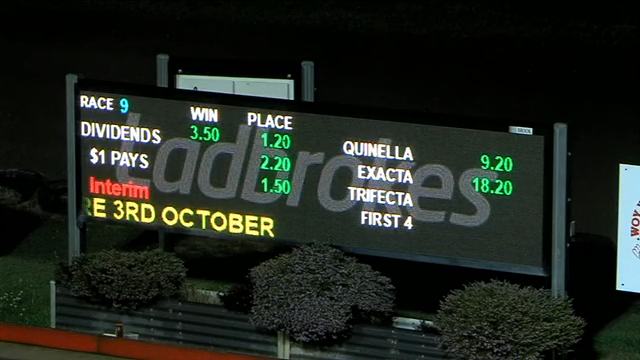 RACE 9
WIN PLACE
DIVIDENDS 3.50 1.20
$1 PAYS 2.20
Interim 1.50
RE 3RD OCTOBER
QUINELLA 9.20
EXACTA 18.20
TRIFECTA
FIRST 4
ladbrokes
WOY